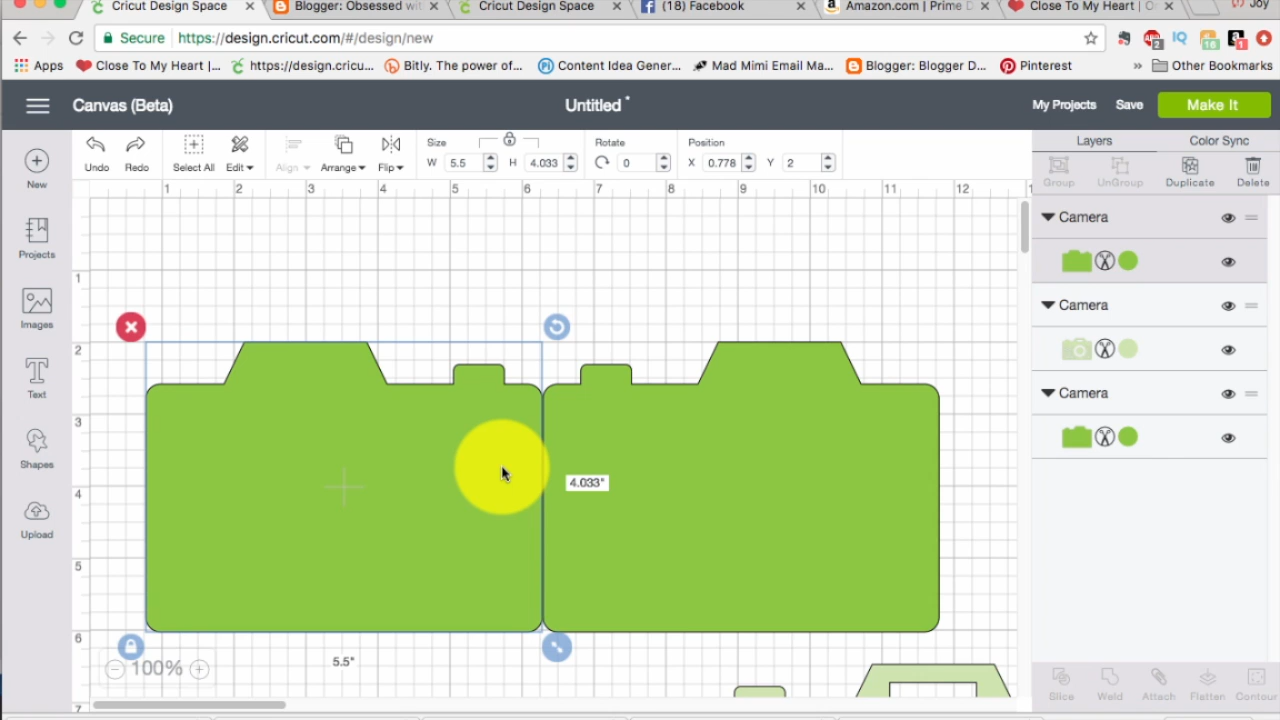 Cricut Design Space
Blogger: Obsessed with
Cricut Design Space
(18) Facebook
Amazon.com | Prime D
Close To My Heart | O
Joy
Secure https://design.cricut.com/#/design/new
2
IQ
16
1
Apps
Close To My Heart |...
https://design.cricu...
Bitly. The power of...
Content Idea Gener...
Mad Mimi Email Ma...
Blogger: Blogger D...
Pinterest
»
Other Bookmarks
Canvas (Beta)
Untitled *
My Projects
Save
Make It
Undo
Redo
Select All
Edit
Align
Arrange
Flip
Size
W 5.5
H 4.033
Rotate
0
Position
X 0.778
Y 2
Layers
Color Sync
Group
UnGroup
Duplicate
Delete
New
Projects
Images
Text
Shapes
Upload
1 2 3 4 5 6 7 8 9 10 11 12
1
2
3
4
5
6
7
4.033"
5.5"
100%
Camera
Camera
Camera
Slice
Weld
Attach
Flatten
Contour